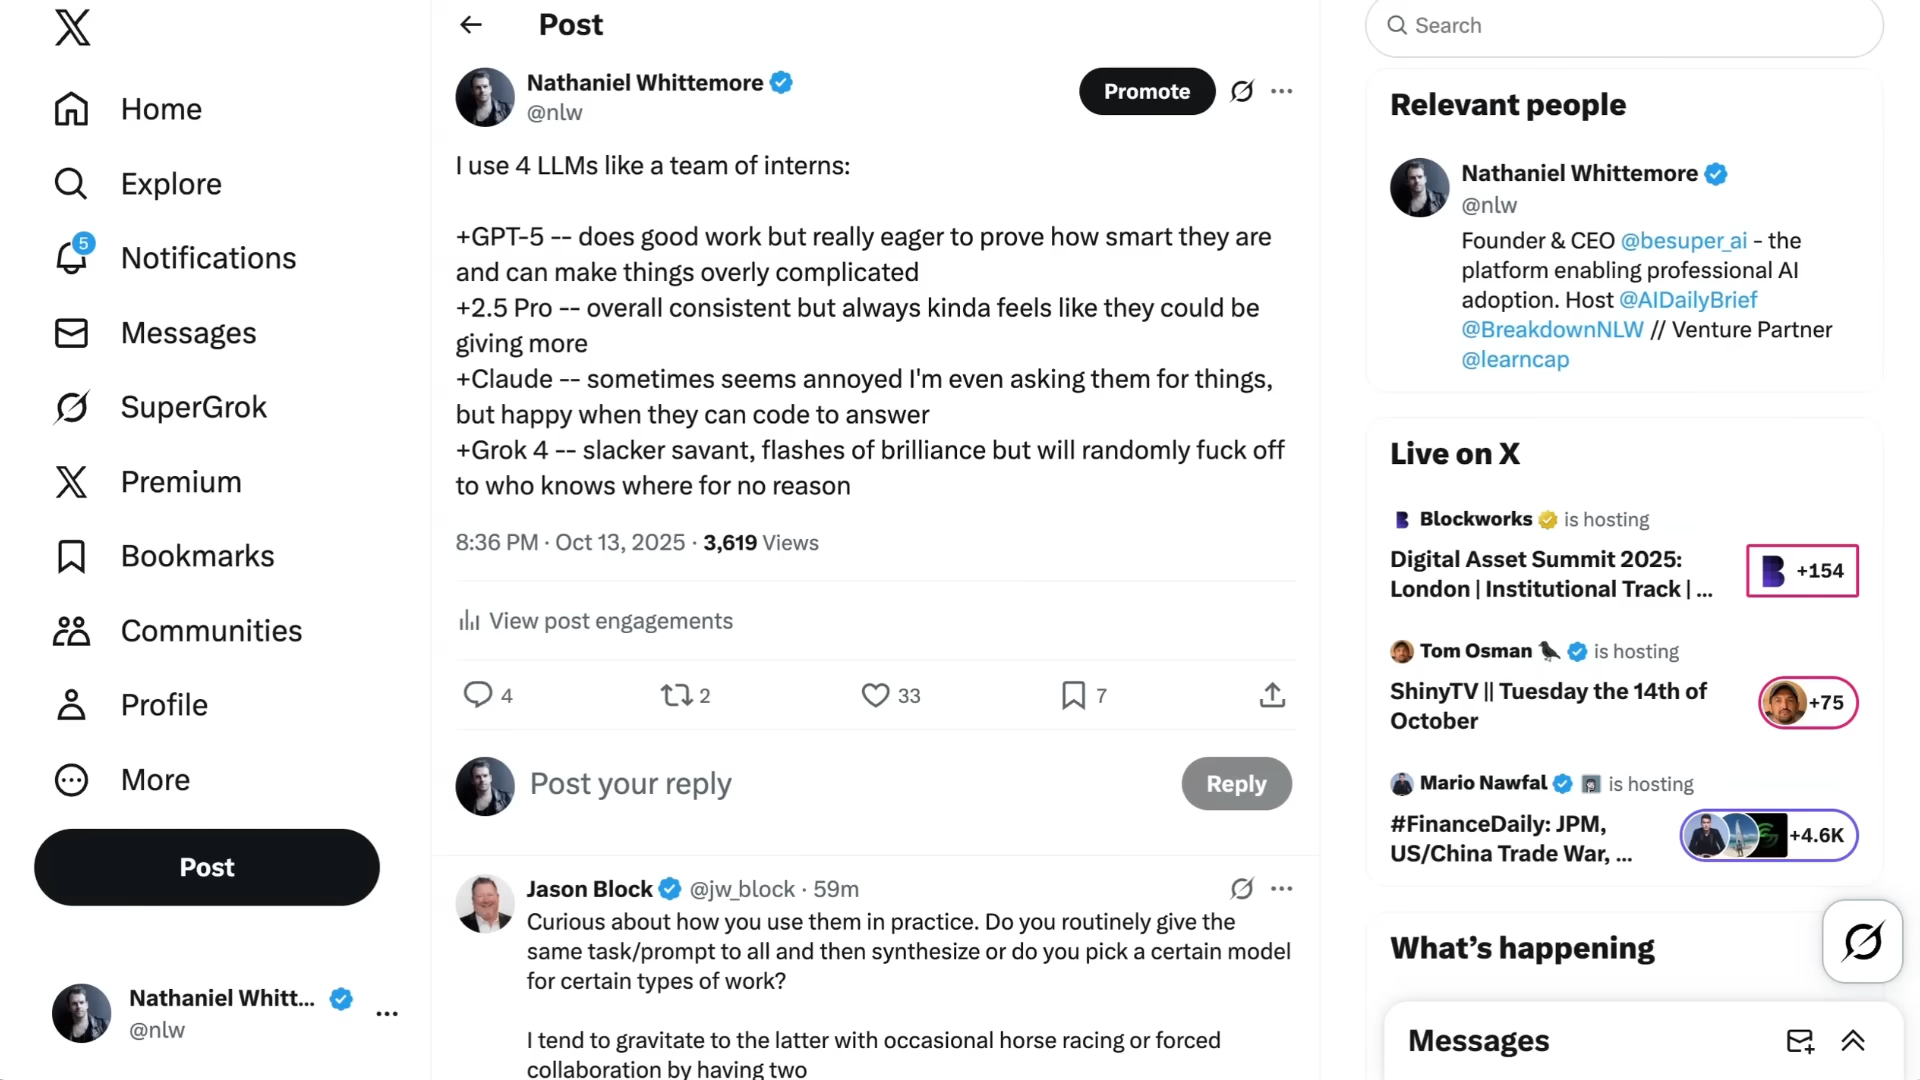 Home
Explore
5
Notifications
Messages
SuperGrok
Premium
Bookmarks
Communities
Profile
More
Post
Nathaniel Whitt...
@nlw
Post
Nathaniel Whittemore
@nlw
Promote
I use 4 LLMs like a team of interns:
+GPT-5 -- does good work but really eager to prove how smart they are
and can make things overly complicated
+2.5 Pro -- overall consistent but always kinda feels like they could be
giving more
+Claude -- sometimes seems annoyed I'm even asking them for things,
but happy when they can code to answer
+Grok 4 -- slacker savant, flashes of brilliance but will randomly fuck off
to who knows where for no reason
8:36 PM · Oct 13, 2025 · 3,619 Views
View post engagements
4 2 33 7
Post your reply
Reply
Jason Block @jw_block · 59m
Curious about how you use them in practice. Do you routinely give the
same task/prompt to all and then synthesize or do you pick a certain model
for certain types of work?
I tend to gravitate to the latter with occasional horse racing or forced
collaboration by having two
Search
Relevant people
Nathaniel Whittemore
@nlw
Founder & CEO @besuper_ai - the
platform enabling professional AI
adoption. Host @AIDailyBrief
@BreakdownNLW // Venture Partner
@learncap
Live on X
Blockworks is hosting
Digital Asset Summit 2025:
London | Institutional Track | ...
+154
Tom Osman is hosting
ShinyTV || Tuesday the 14th of
October
+75
Mario Nawfal is hosting
#FinanceDaily: JPM,
US/China Trade War, ...
+4.6K
What's happening
Messages